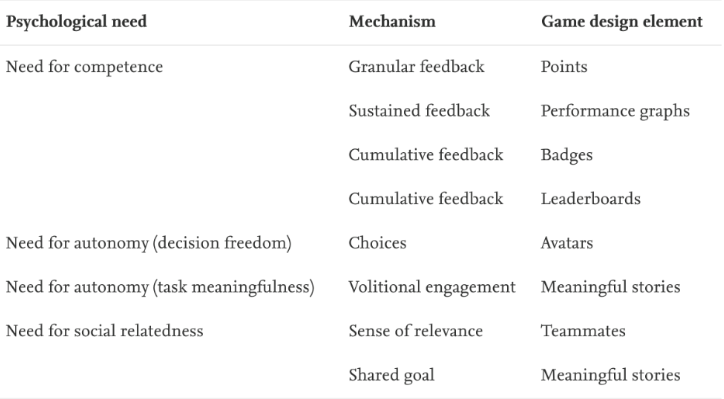 Psychological need Mechanism Game design element
Need for competence Granular feedback Points
Sustained feedback Performance graphs
Cumulative feedback Badges
Cumulative feedback Leaderboards
Need for autonomy (decision freedom) Choices Avatars
Need for autonomy (task meaningfulness) Volitional engagement Meaningful stories
Need for social relatedness Sense of relevance Teammates
Shared goal Meaningful stories